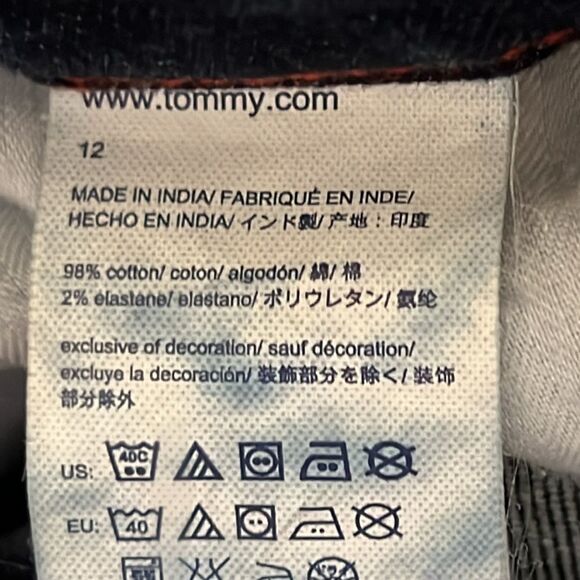 www.tommy.com
12
MADE IN INDIA/ FABRIQUÉ EN INDE/
HECHO EN INDIA/ インド製/ 产地：印度
98% cotton/ coton/ algodón/ 綿/ 棉
2% elastane/ elastano/ ポリウレタン/ 氨纶
exclusive of decoration/ sauf décoration/
excluye la decoración/ 装飾部分を除く/ 装饰
部分除外
US: 40C
EU: 40